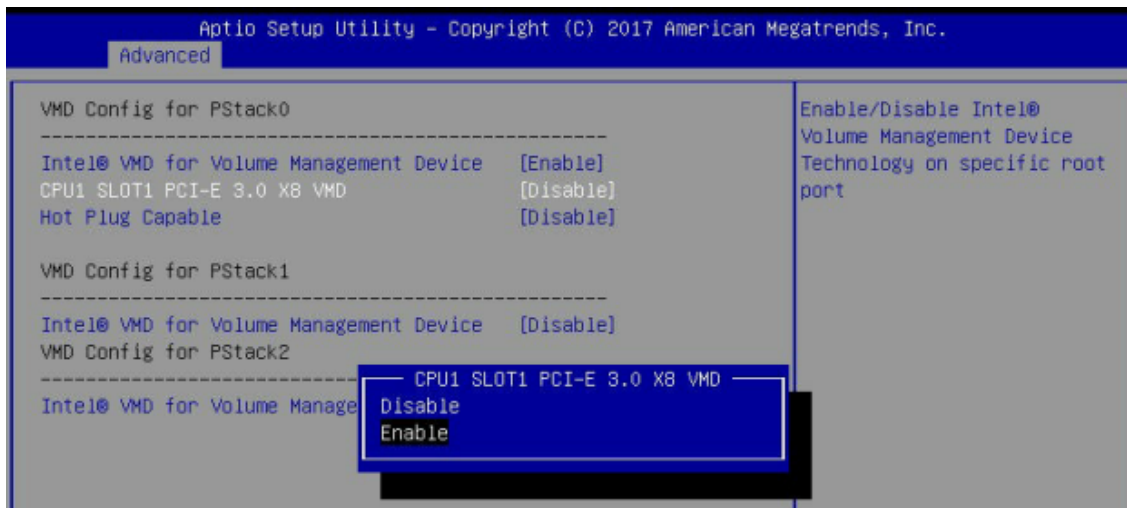 Aptio Setup Utility – Copyright (C) 2017 American Megatrends, Inc.
Advanced
VMD Config for PStack0
--------------------------------------------------
Intel® VMD for Volume Management Device [Enable]
CPU1 SLOT1 PCI-E 3.0 X8 VMD [Disable]
Hot Plug Capable [Disable]
VMD Config for PStack1
--------------------------------------------------
Intel® VMD for Volume Management Device [Disable]
VMD Config for PStack2
Intel® VMD for Volume Manage
CPU1 SLOT1 PCI-E 3.0 X8 VMD
Disable
Enable
Enable/Disable Intel®
Volume Management Device
Technology on specific root
port